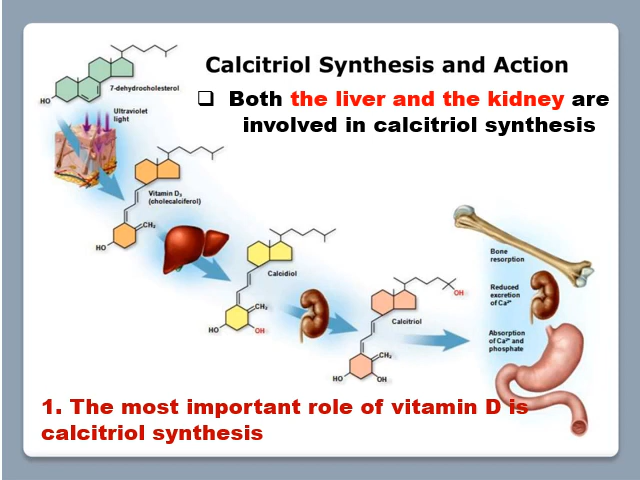 Calcitriol Synthesis and Action
❑ Both the liver and the kidney are
involved in calcitriol synthesis
7-dehydrocholesterol
HO
Ultraviolet
light
Vitamin D₃
(cholecalciferol)
CH₂
HO
Calcidiol
CH₂
HO
OH
OH
Calcitriol
CH₂
HO
OH
Bone
resorption
Reduced
excretion
of Ca²⁺
Absorption
of Ca²⁺ and
phosphate
1. The most important role of vitamin D is
calcitriol synthesis